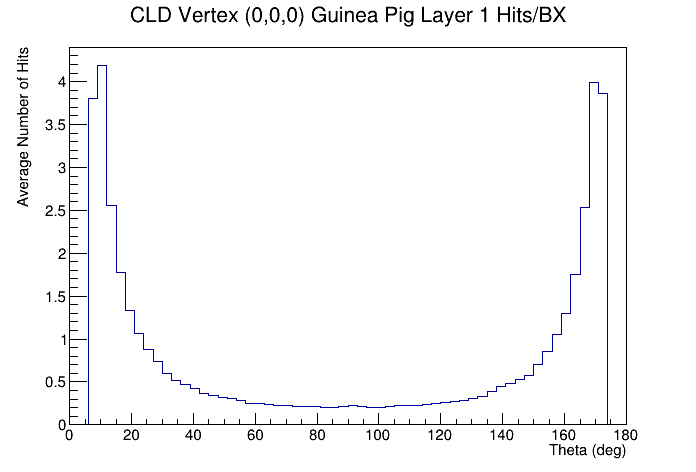 CLD Vertex (0,0,0) Guinea Pig Layer 1 Hits/BX
Average Number of Hits
4
3.5
3
2.5
2
1.5
1
0.5
0
0 20 40 60 80 100 120 140 160 180
Theta (deg)